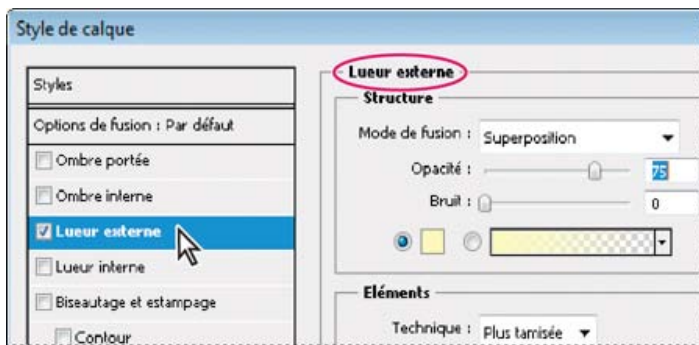 Style de calque
Styles
Options de fusion : Par défaut
Ombre portée
Ombre interne
Lueur externe
Lueur interne
Biseautage et estampage
Contour
Lueur externe
Structure
Mode de fusion : Superposition
Opacité : 75
Bruit : 0
Eléments
Technique : Plus tamisée